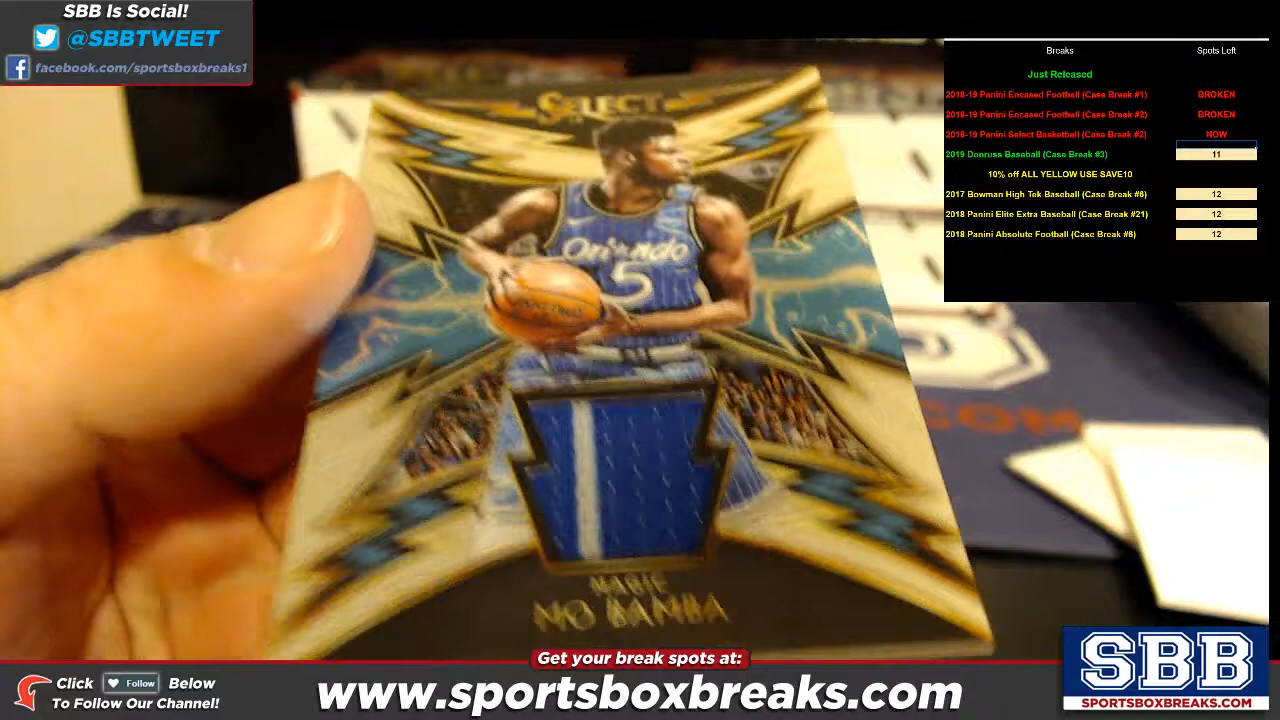 SBB Is Social!
@SBBTWEET
facebook.com/sportsboxbreaks1
Breaks Spots Left
Just Released
2018-19 Panini Encased Football (Case Break #1) BROKEN
2018-19 Panini Encased Football (Case Break #2) BROKEN
2018-19 Panini Select Basketball (Case Break #2) NOW
2019 Donruss Baseball (Case Break #3) 11
10% off ALL YELLOW USE SAVE10
2017 Bowman High Tek Baseball (Case Break #6) 12
2018 Panini Elite Extra Baseball (Case Break #21) 12
2018 Panini Absolute Football (Case Break #6) 12
SELECT
Orlando
5
COM
MAGIC
MO BAMBA
Get your break spots at:
Click Follow Below
To Follow Our Channel!
www.sportsboxbreaks.com
SBB
SPORTSBOXBREAKS.COM